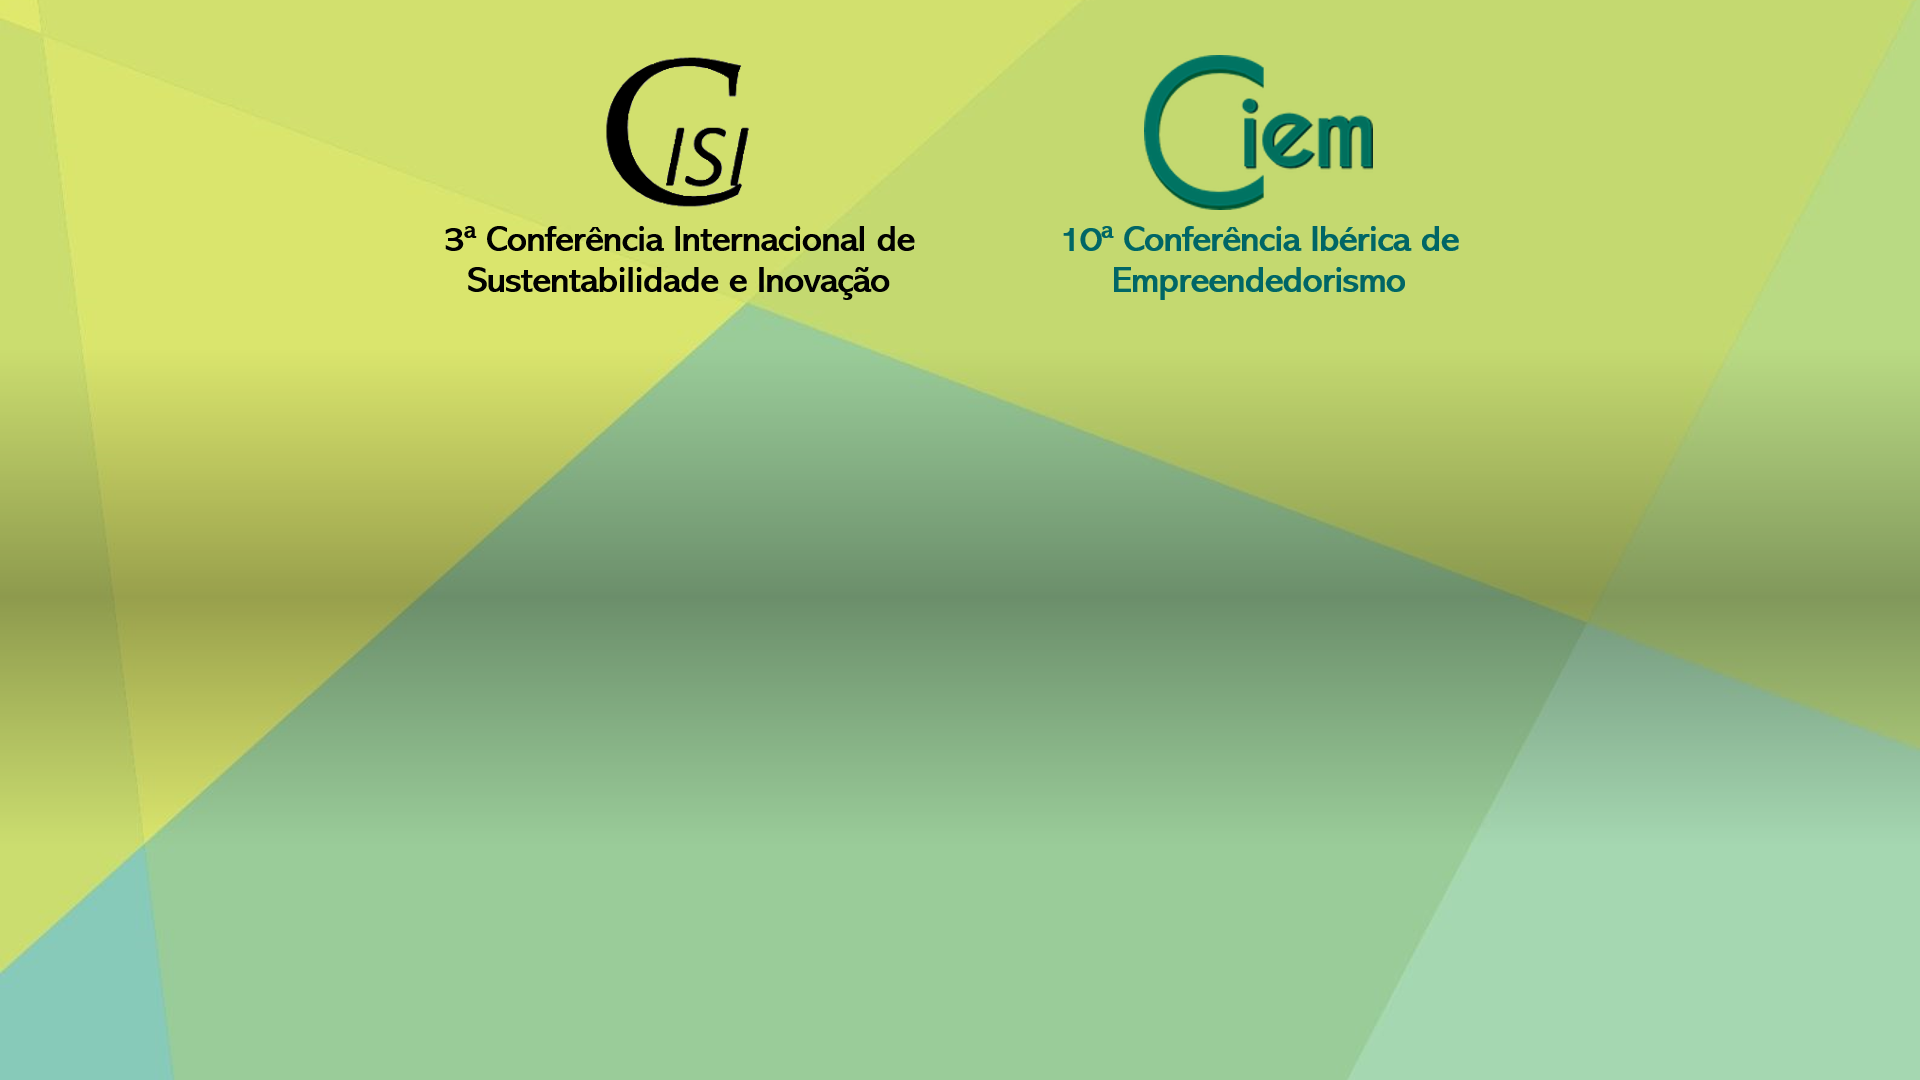 CISI
3ª Conferência Internacional de
Sustentabilidade e Inovação
Ciem
10ª Conferência Ibérica de
Empreendedorismo